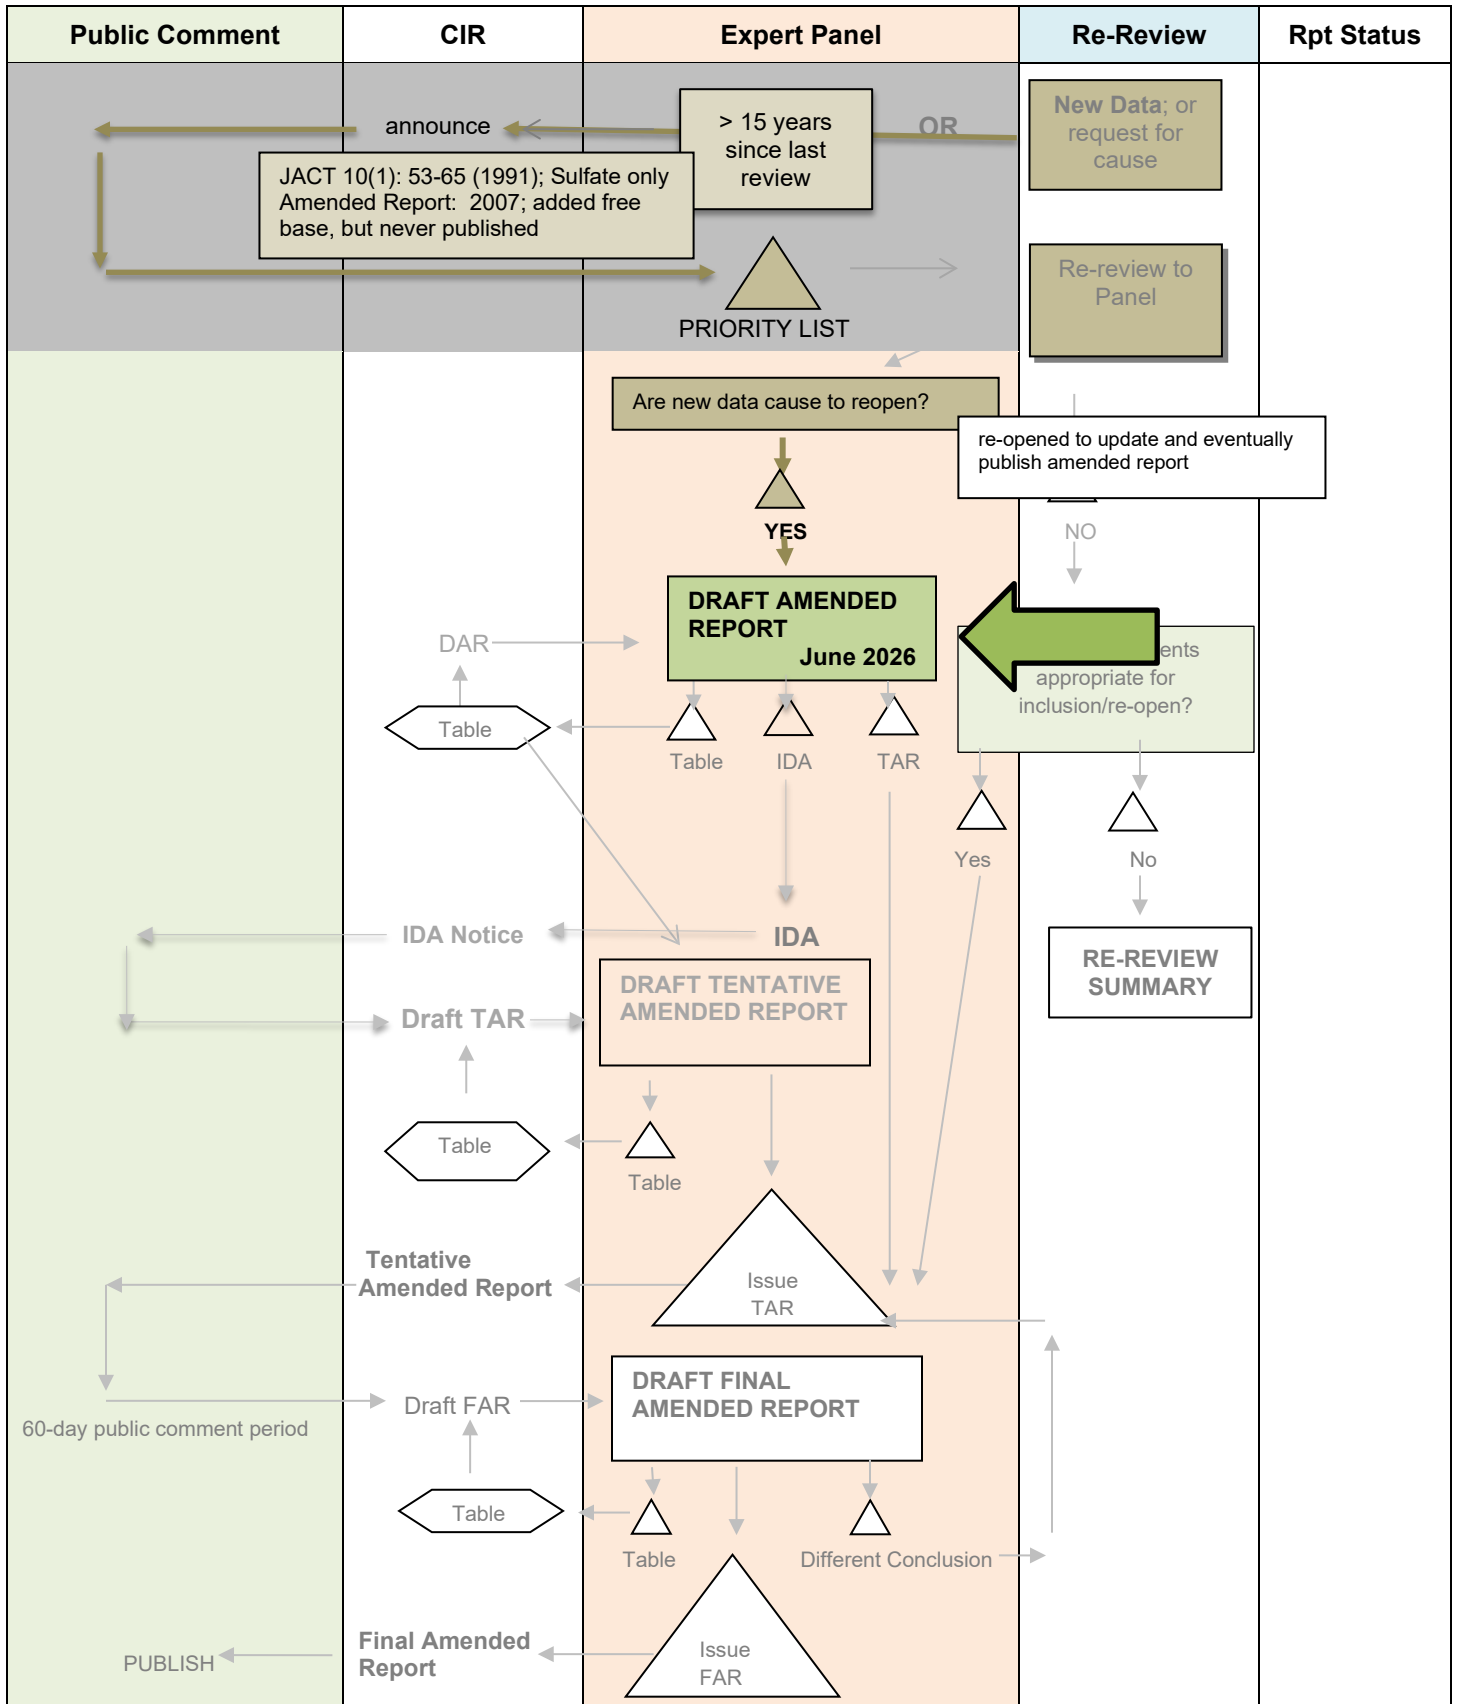 Public Comment
CIR
Expert Panel
Re-Review
Rpt Status
announce
> 15 years
since last
review
OR
New Data; or
request for
cause
JACT 10(1): 53-65 (1991); Sulfate only
Amended Report:  2007; added free
base, but never published
PRIORITY LIST
Re-review to
Panel
Are new data cause to reopen?
re-opened to update and eventually
publish amended report
YES
NO
DRAFT AMENDED
REPORT
June 2026
DAR
ents
appropriate for
inclusion/re-open?
Table
Table
IDA
TAR
Yes
No
IDA Notice
IDA
RE-REVIEW
SUMMARY
DRAFT TENTATIVE
AMENDED REPORT
Draft TAR
Table
Table
Tentative
Amended Report
Issue
TAR
DRAFT FINAL
AMENDED REPORT
Draft FAR
60-day public comment period
Table
Table
Different Conclusion
Final Amended
Report
PUBLISH
Issue
FAR